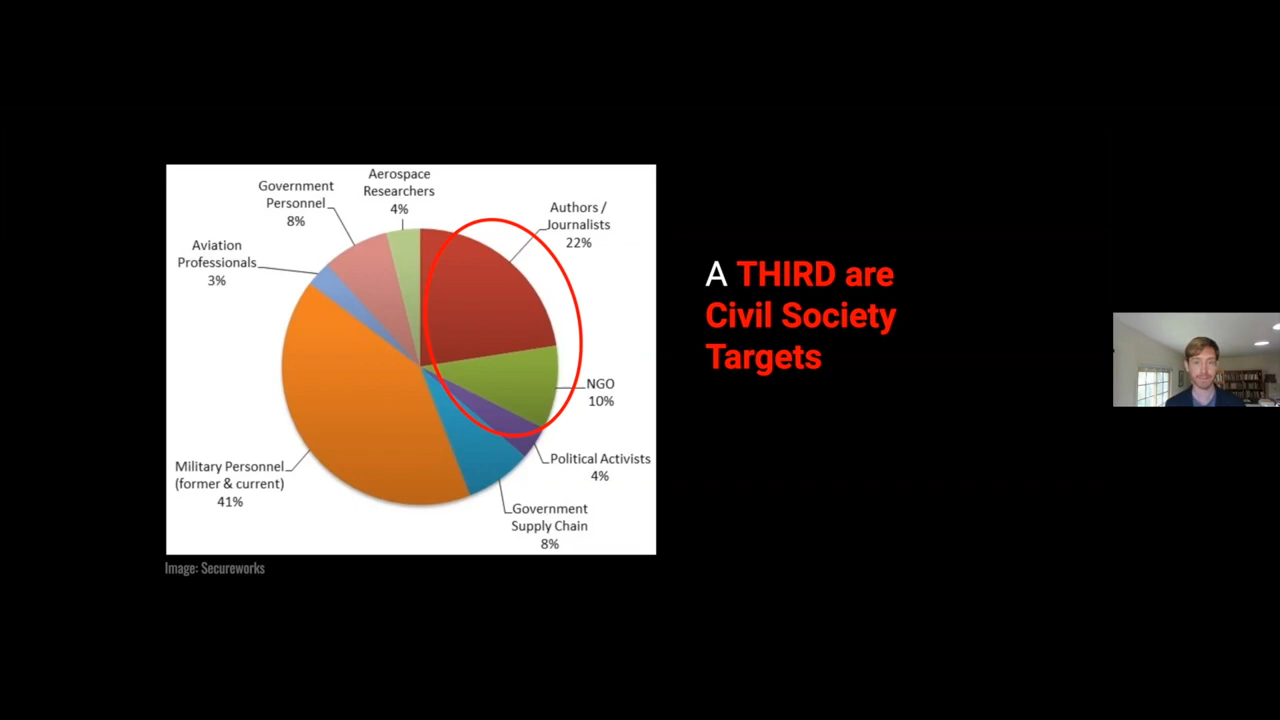 Aerospace
Researchers
4%
Government
Personnel
8%
Authors /
Journalists
22%
Aviation
Professionals
3%
NGO
10%
Military Personnel
(former & current)
41%
Political Activists
4%
Government
Supply Chain
8%
Image: Secureworks
A THIRD are
Civil Society
Targets